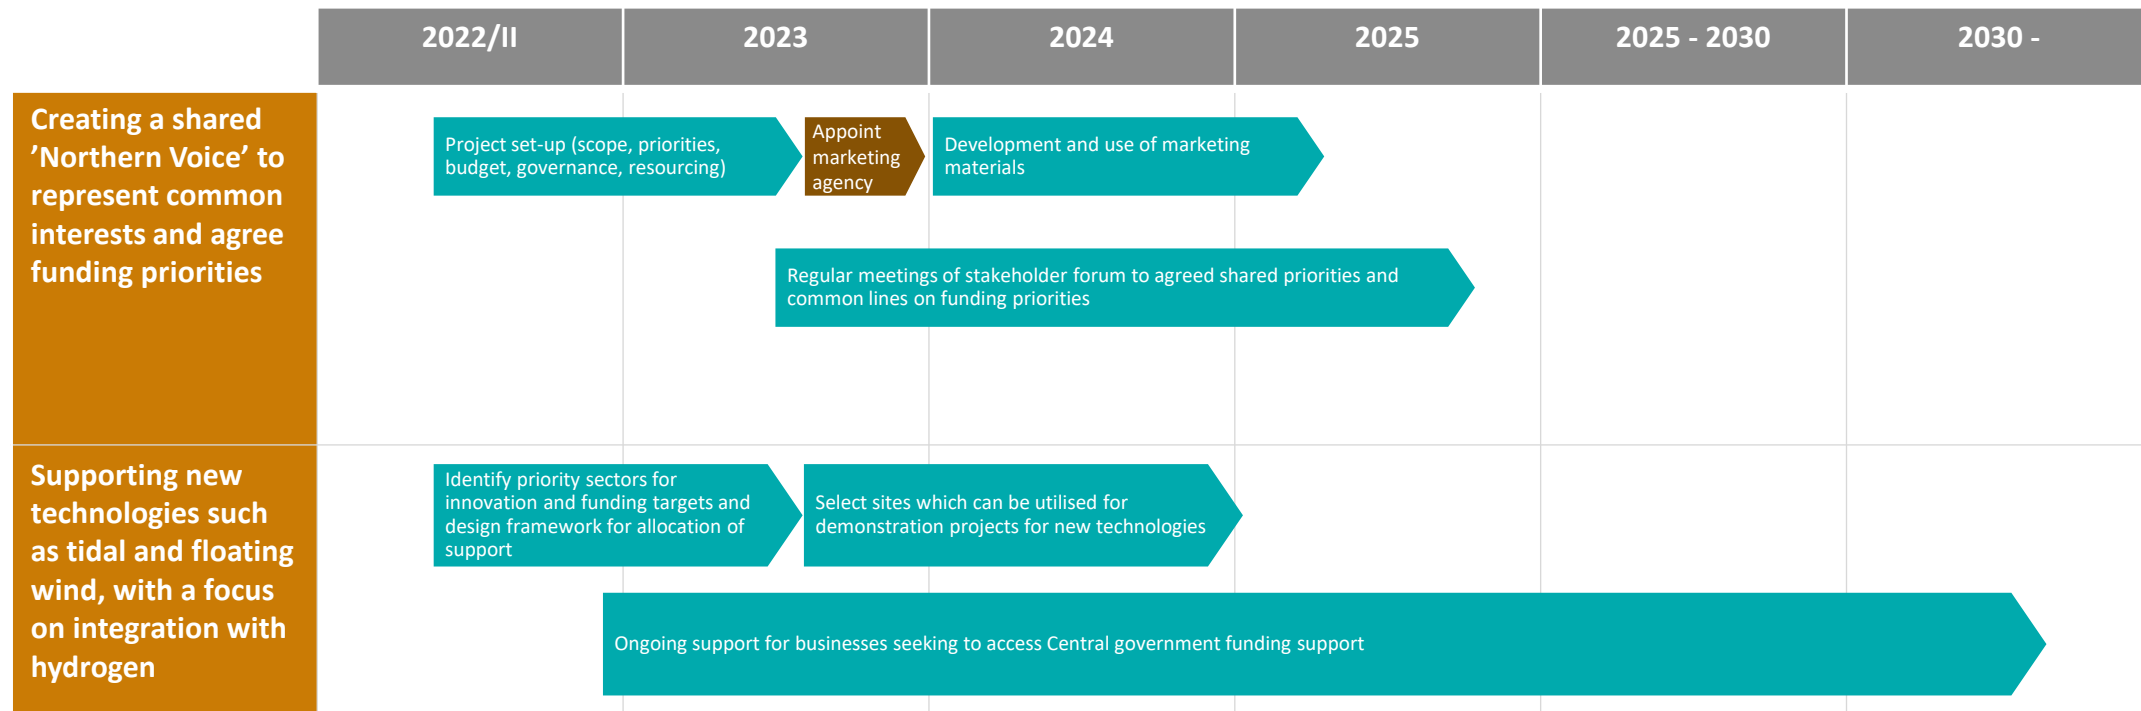 2022/II
2023
2024
2025
2025 - 2030
2030 -
Creating a shared
’Northern Voice’ to
represent common
interests and agree
funding priorities
Project set-up (scope, priorities,
budget, governance, resourcing)
Appoint
marketing
agency
Development and use of marketing
materials
Regular meetings of stakeholder forum to agreed shared priorities and
common lines on funding priorities
Supporting new
technologies such
as tidal and floating
wind, with a focus
on integration with
hydrogen
Identify priority sectors for
innovation and funding targets and
design framework for allocation of
support
Select sites which can be utilised for
demonstration projects for new technologies
Ongoing support for businesses seeking to access Central government funding support